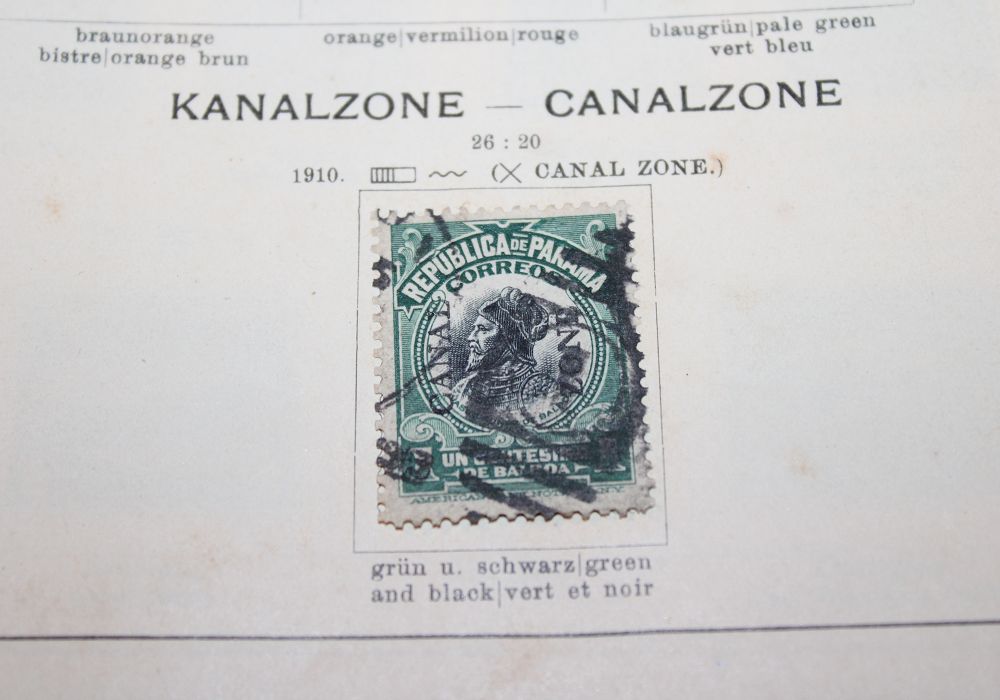 braunorange
bistre|orange brun
orange|vermilion|rouge
blaugrün|pale green
vert bleu
KANALZONE — CANALZONE
26 : 20
1910. (X CANAL ZONE.)
REPUBLICA DE PANAMA
CORREOS
CANAL
ZONE
UN
DE BALBOA
grün u. schwarz|green
and black|vert et noir